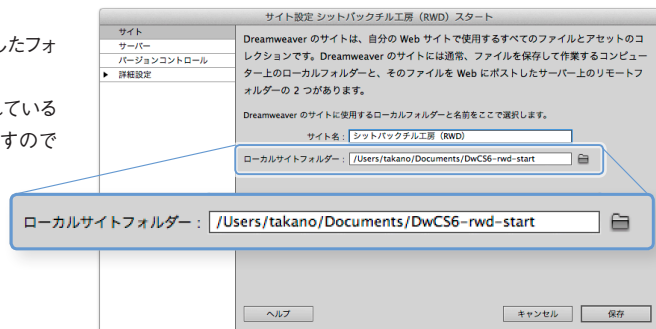 したフォ
している
すので
サイト設定 シットパックチル工房（RWD）スタート
サイト
サーバー
バージョンコントロール
詳細設定
Dreamweaver のサイトは、自分の Web サイトで使用するすべてのファイルとアセットのコ
レクションです。Dreamweaver のサイトには通常、ファイルを保存して作業するコンピュー
ター上のローカルフォルダーと、そのファイルを Web にポストしたサーバー上のリモートフ
ォルダーの 2 つがあります。
Dreamweaver のサイトに使用するローカルフォルダーと名前をここで選択します。
サイト名： シットパックチル工房（RWD）
ローカルサイトフォルダー： /Users/takano/Documents/DwCS6-rwd-start
ローカルサイトフォルダー： /Users/takano/Documents/DwCS6-rwd-start
ヘルプ
キャンセル
保存